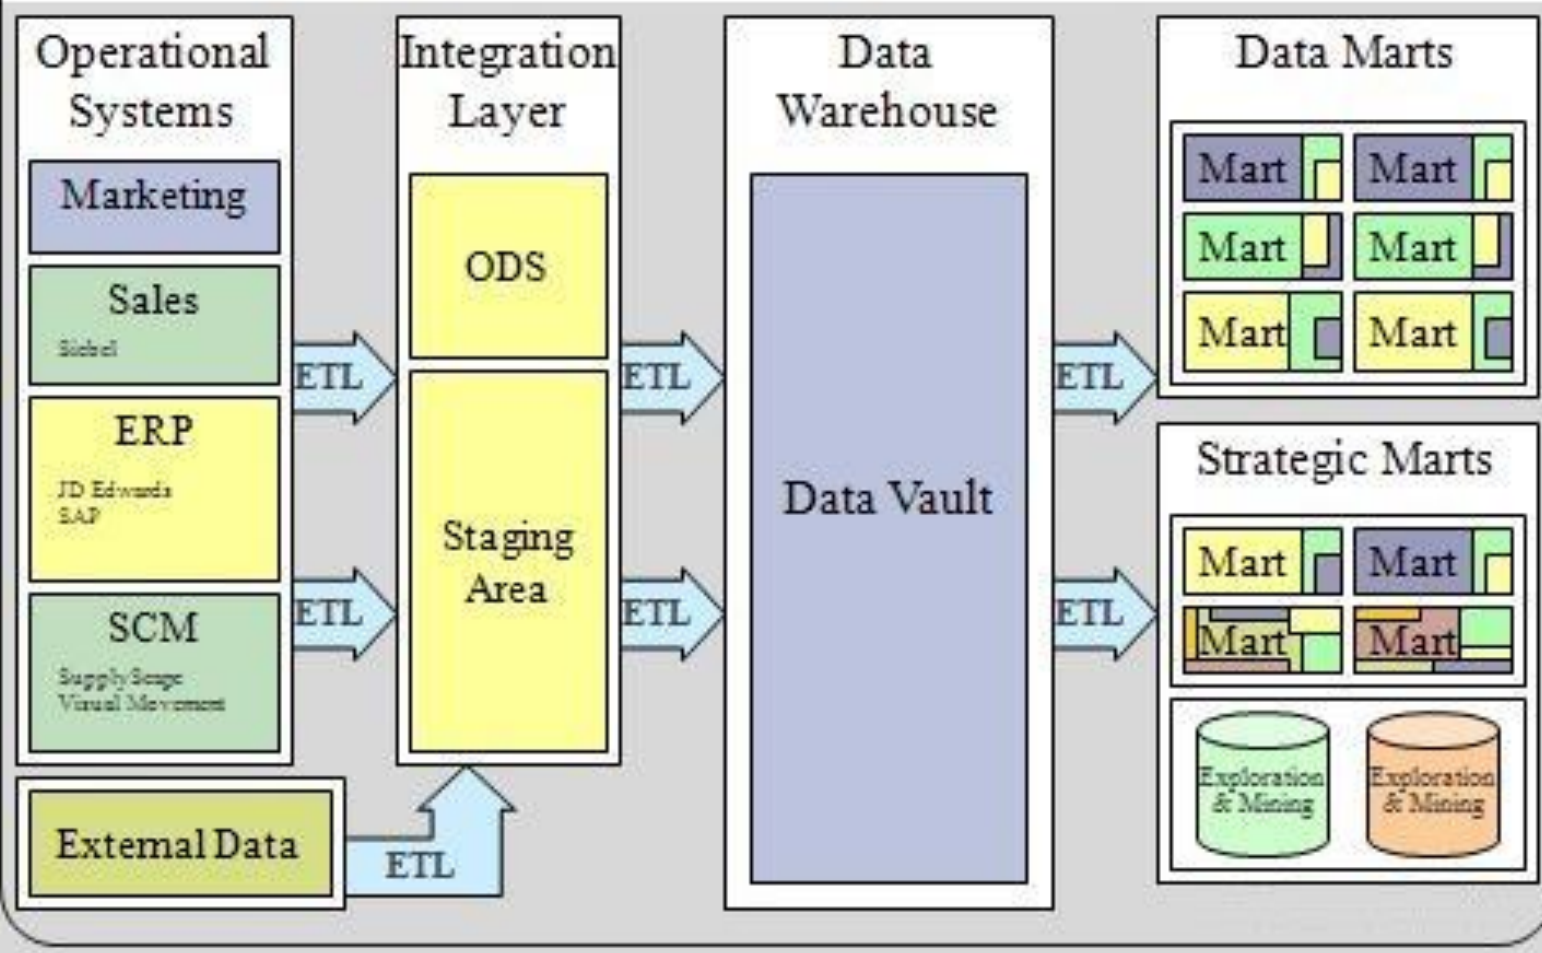 Operational
Systems
Marketing
Sales
Siebel
ERP
JD Edwards
SAP
SCM
SupplyScape
Visual Movement
External Data
ETL
ETL
ETL
Integration
Layer
ODS
Staging
Area
ETL
ETL
Data
Warehouse
Data Vault
ETL
ETL
Data Marts
Mart Mart
Mart Mart
Mart Mart
Strategic Marts
Mart Mart
Mart Mart
Exploration
& Mining
Exploration
& Mining